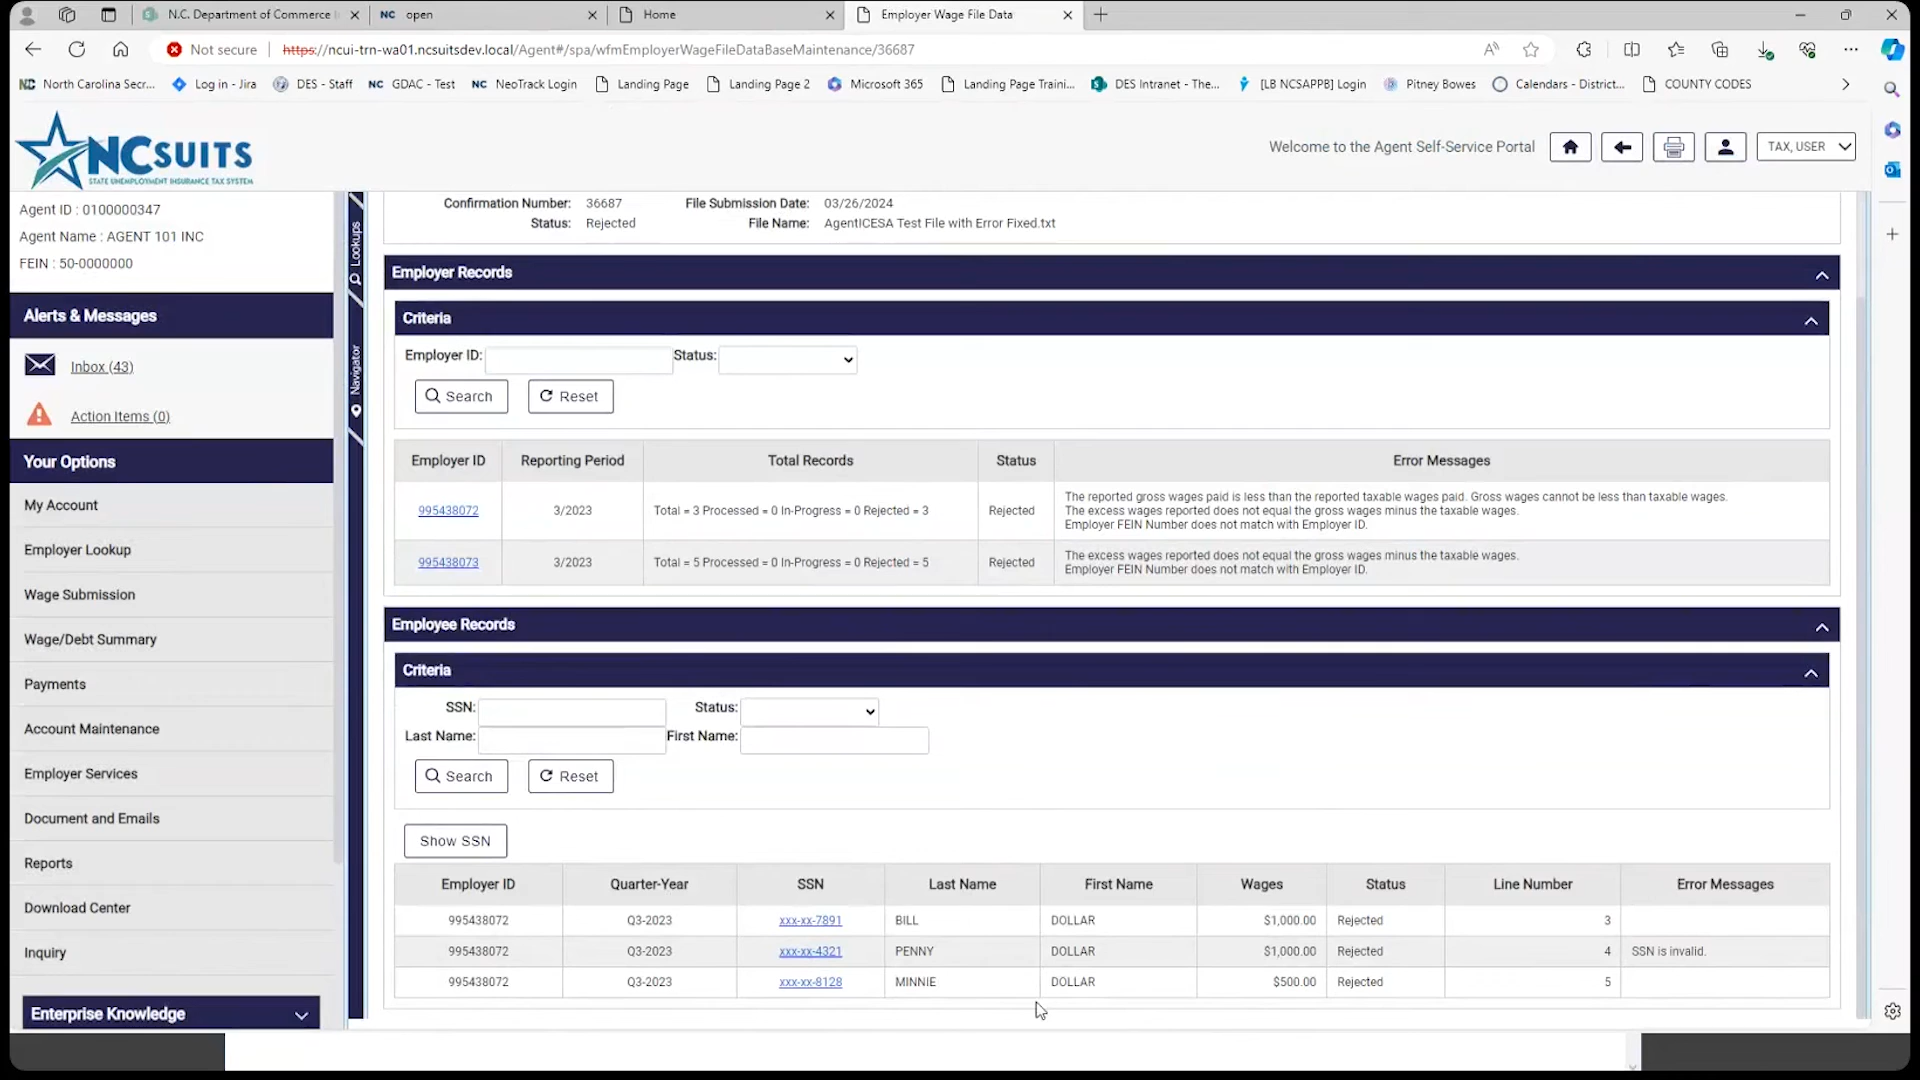 N.C. Department of Commerce
NC open
Home
Employer Wage File Data
Not secure https://ncui-trn-wa01.ncsuitsdev.local/Agent#/spa/wfmEmployerWageFileDataBaseMaintenance/36687
North Carolina Secr... Log in - Jira DES - Staff NC GDAC - Test NC NeoTrack Login Landing Page Landing Page 2 Microsoft 365 Landing Page Traini... DES Intranet - The... [LB NCSAPPB] Login Pitney Bowes Calendars - District... COUNTY CODES
NCSUITS
STATE UNEMPLOYMENT INSURANCE TAX SYSTEM
Welcome to the Agent Self-Service Portal
TAX, USER
Agent ID : 0100000347
Agent Name : AGENT 101 INC
FEIN : 50-0000000
Alerts & Messages
Inbox (43)
Action Items (0)
Your Options
My Account
Employer Lookup
Wage Submission
Wage/Debt Summary
Payments
Account Maintenance
Employer Services
Document and Emails
Reports
Download Center
Inquiry
Enterprise Knowledge
Lookups
Navigator
Confirmation Number: 36687 File Submission Date: 03/26/2024
Status: Rejected File Name: AgentICESA Test File with Error Fixed.txt
Employer Records
Criteria
Employer ID: Status:
Search Reset
Employer ID Reporting Period Total Records Status Error Messages
995438072 3/2023 Total = 3 Processed = 0 In-Progress = 0 Rejected = 3 Rejected
The reported gross wages paid is less than the reported taxable wages paid. Gross wages cannot be less than taxable wages.
The excess wages reported does not equal the gross wages minus the taxable wages.
Employer FEIN Number does not match with Employer ID.
995438073 3/2023 Total = 5 Processed = 0 In-Progress = 0 Rejected = 5 Rejected
The excess wages reported does not equal the gross wages minus the taxable wages.
Employer FEIN Number does not match with Employer ID.
Employee Records
Criteria
SSN: Status:
Last Name: First Name:
Search Reset
Show SSN
Employer ID Quarter-Year SSN Last Name First Name Wages Status Line Number Error Messages
995438072 Q3-2023 xxx-xx-7891 BILL DOLLAR $1,000.00 Rejected 3
995438072 Q3-2023 xxx-xx-4321 PENNY DOLLAR $1,000.00 Rejected 4 SSN is invalid.
995438072 Q3-2023 xxx-xx-8128 MINNIE DOLLAR $500.00 Rejected 5